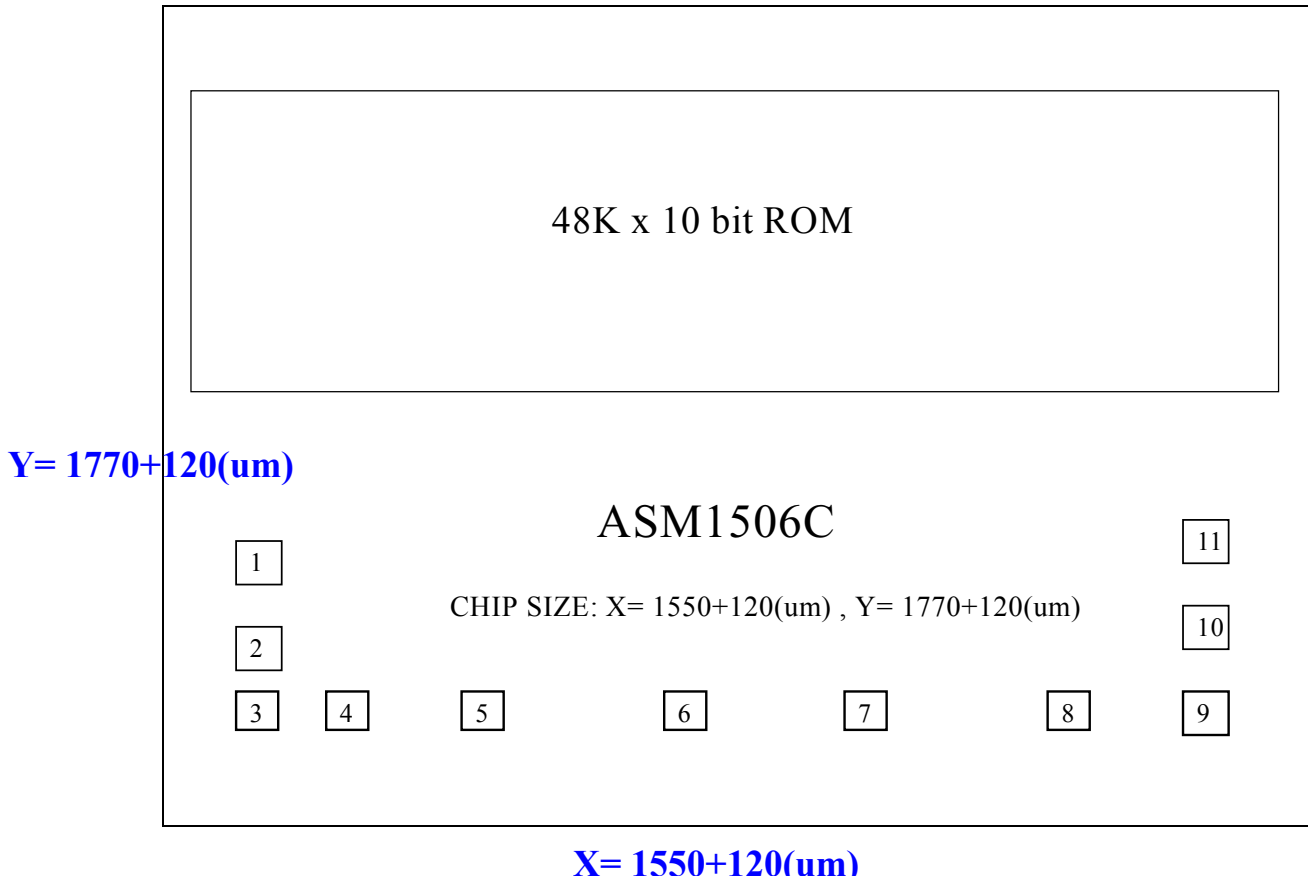 48K x 10 bit ROM
Y= 1770+120(um)
ASM1506C
11
1
CHIP SIZE: X= 1550+120(um) , Y= 1770+120(um)
10
2
3 4 5 6 7 8 9
X= 1550+120(um)